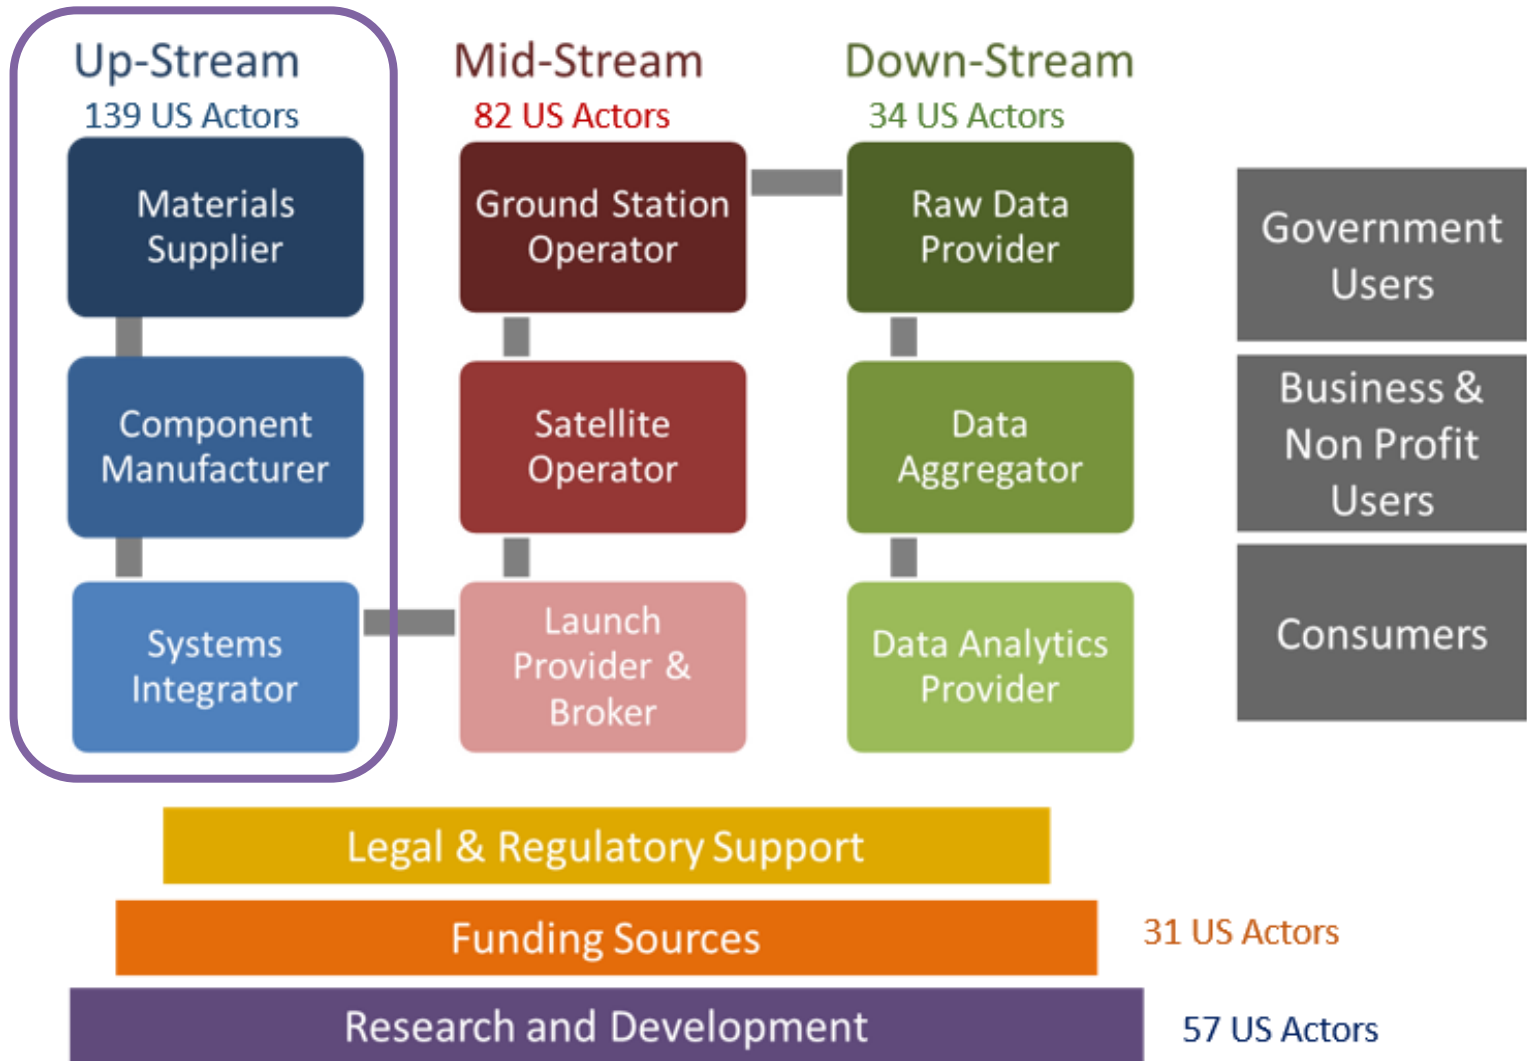 Up-Stream
139 US Actors
Materials
Supplier
Component
Manufacturer
Systems
Integrator
Mid-Stream
82 US Actors
Ground Station
Operator
Satellite
Operator
Launch
Provider &
Broker
Down-Stream
34 US Actors
Raw Data
Provider
Data
Aggregator
Data Analytics
Provider
Government
Users
Business &
Non Profit
Users
Consumers
Legal & Regulatory Support
Funding Sources
31 US Actors
Research and Development
57 US Actors